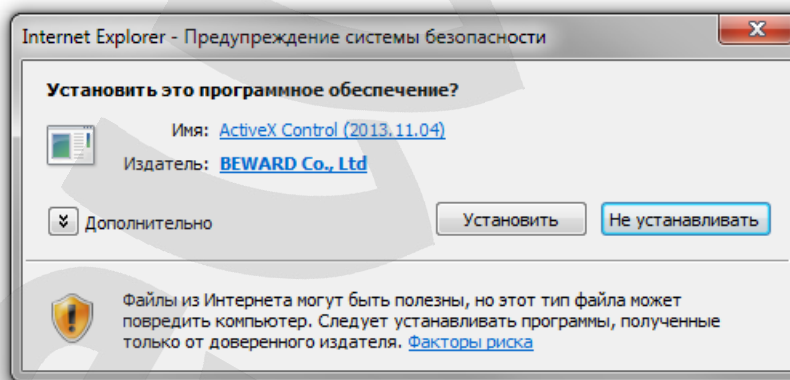 Internet Explorer - Предупреждение системы безопасности
Установить это программное обеспечение?
Имя: ActiveX Control (2013.11.04)
Издатель: BEWARD Co., Ltd
Дополнительно
Установить
Не устанавливать
Файлы из Интернета могут быть полезны, но этот тип файла может
повредить компьютер. Следует устанавливать программы, полученные
только от доверенного издателя. Факторы риска